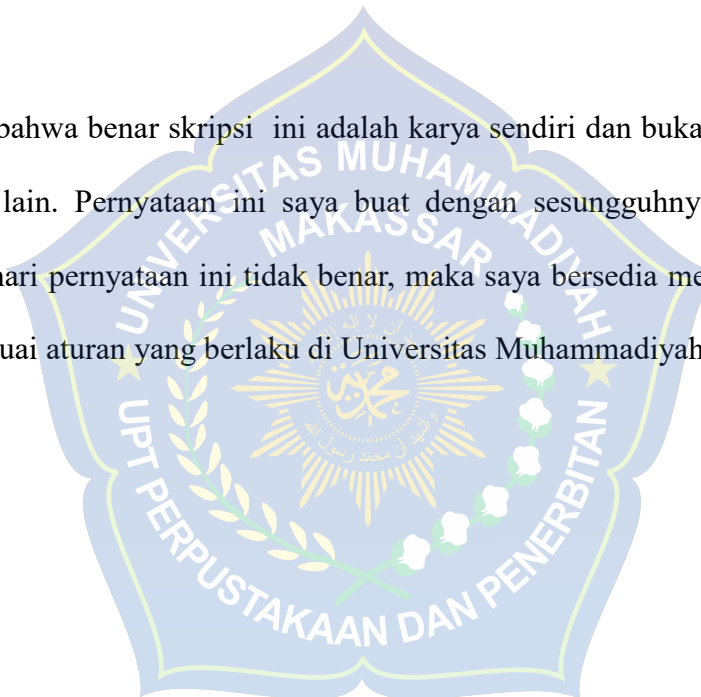 bahwa benar skripsi ini adalah karya sendiri dan buka
lain. Pernyataan ini saya buat dengan sesungguhny
hari pernyataan ini tidak benar, maka saya bersedia me
uai aturan yang berlaku di Universitas Muhammadiyah
UNIVERSITAS MUHAMMADIYAH
MAKASSAR
محمدية
UPT PERPUSTAKAAN DAN PENERBITAN